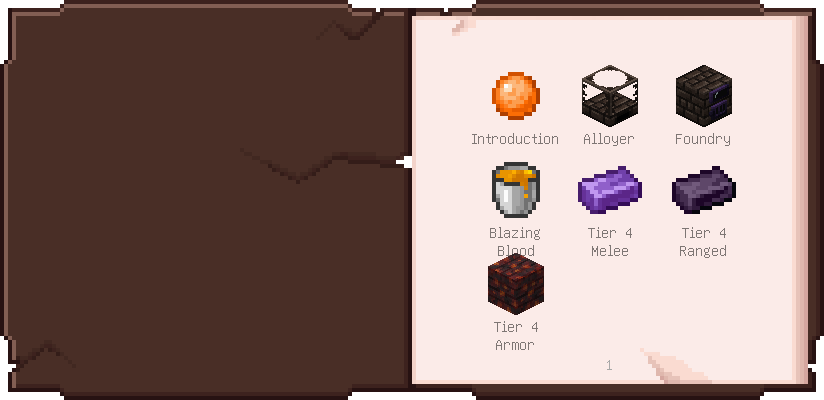 Introduction
Alloyer
Foundry
Blazing
Blood
Tier 4
Melee
Tier 4
Ranged
Tier 4
Armor
1